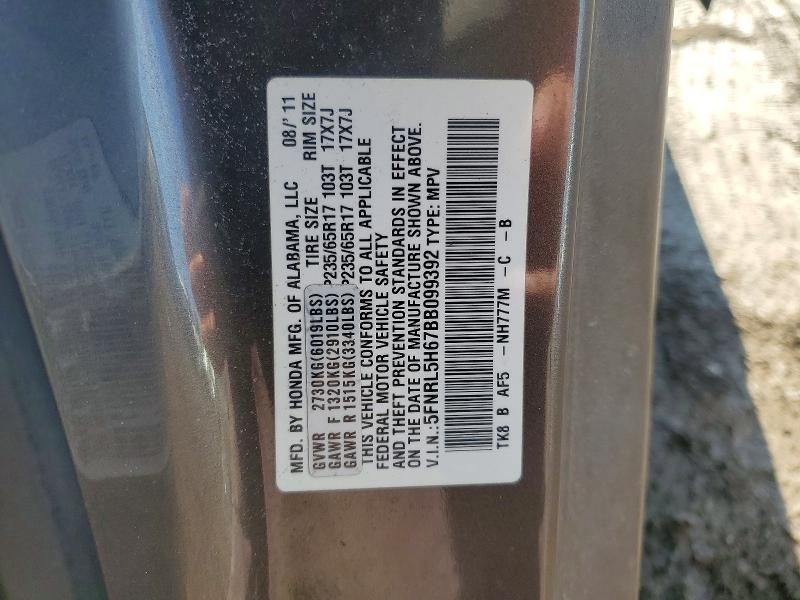 MFD. BY HONDA MFG. OF ALABAMA, LLC 08/'11
GVWR 2730KG(6019LBS) TIRE SIZE RIM SIZE
GAWR F 1320KG(2910LBS) P235/65R17 103T 17X7J
GAWR R 1515KG(3340LBS) P235/65R17 103T 17X7J
THIS VEHICLE CONFORMS TO ALL APPLICABLE
FEDERAL MOTOR VEHICLE SAFETY
AND THEFT PREVENTION STANDARDS IN EFFECT
ON THE DATE OF MANUFACTURE SHOWN ABOVE.
V.I.N.:5FNRL5H67BB099392 TYPE: MPV
TK8 B AF5 -NH777M -C -B